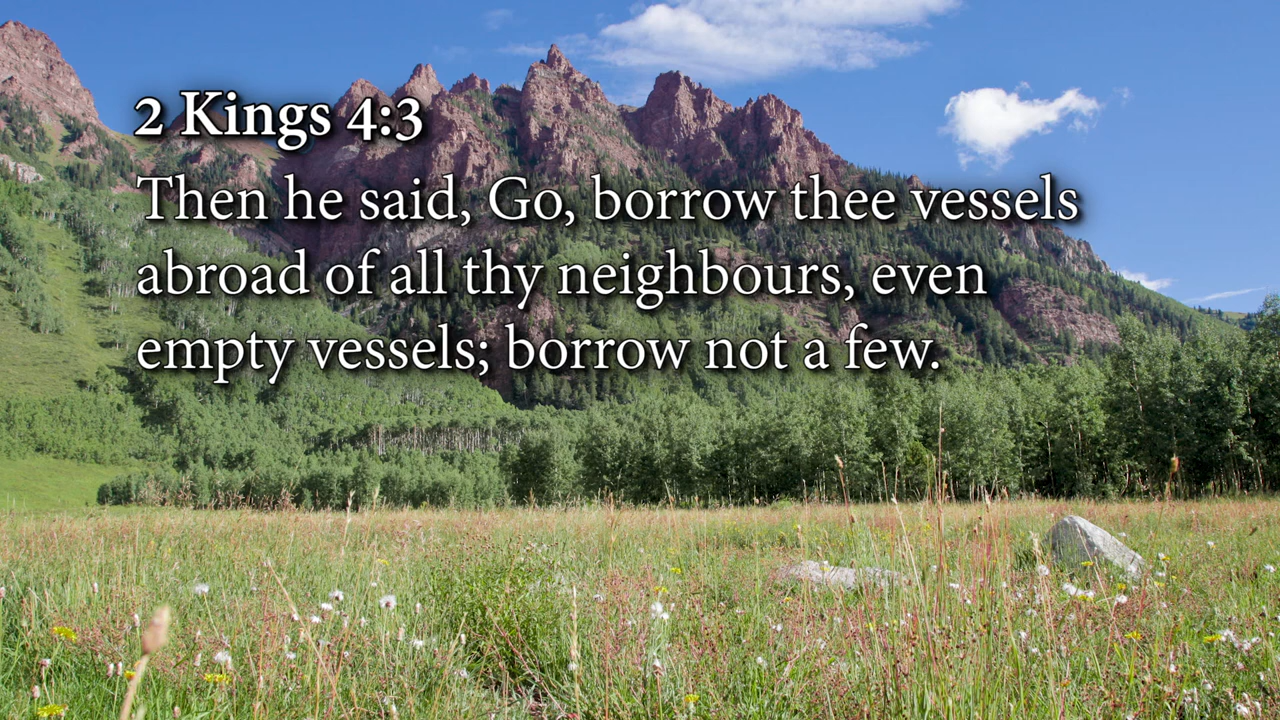 2 Kings 4:3
Then he said, Go, borrow thee vessels
abroad of all thy neighbours, even
empty vessels; borrow not a few.